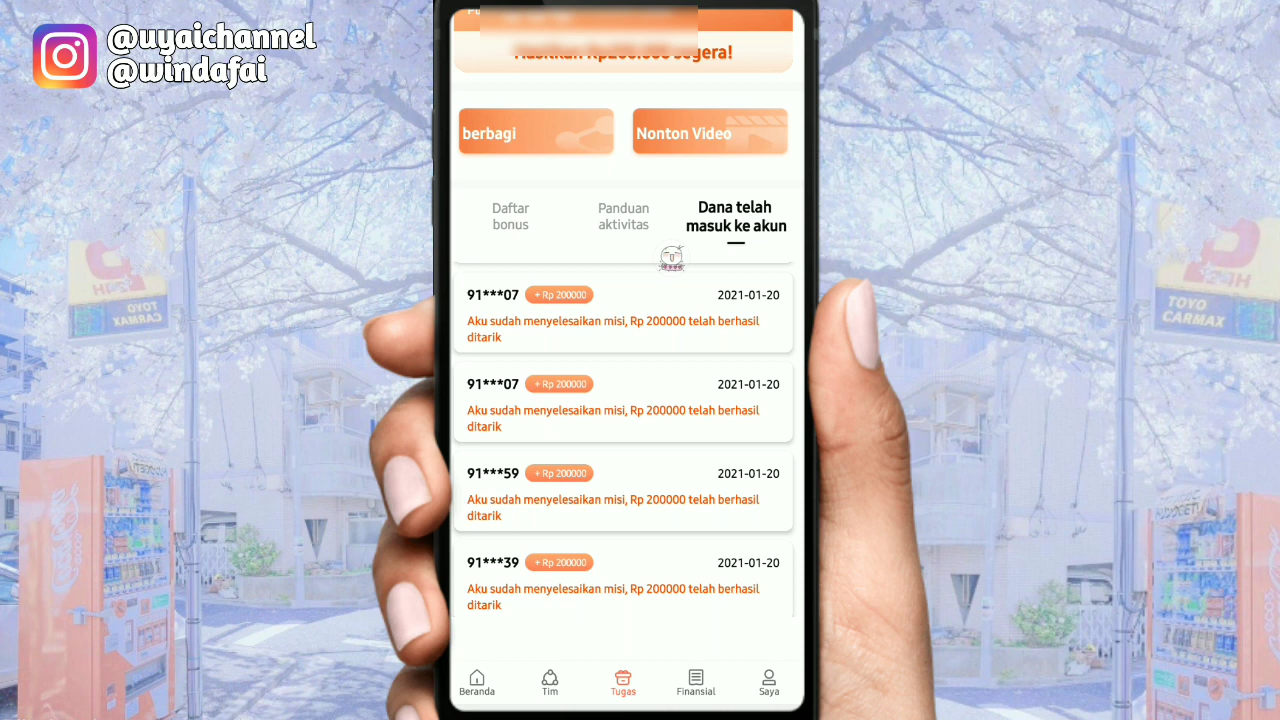 @uyaichannel
@windafai
segera!
berbagi
Nonton Video
Daftar
bonus
Panduan
aktivitas
Dana telah
masuk ke akun
91***07 + Rp 200000 2021-01-20
Aku sudah menyelesaikan misi, Rp 200000 telah berhasil
ditarik
91***07 + Rp 200000 2021-01-20
Aku sudah menyelesaikan misi, Rp 200000 telah berhasil
ditarik
91***59 + Rp 200000 2021-01-20
Aku sudah menyelesaikan misi, Rp 200000 telah berhasil
ditarik
91***39 + Rp 200000 2021-01-20
Aku sudah menyelesaikan misi, Rp 200000 telah berhasil
ditarik
Beranda
Tim
Tugas
Finansial
Saya
TOYO
CARMAX
TOYO
CARMAX